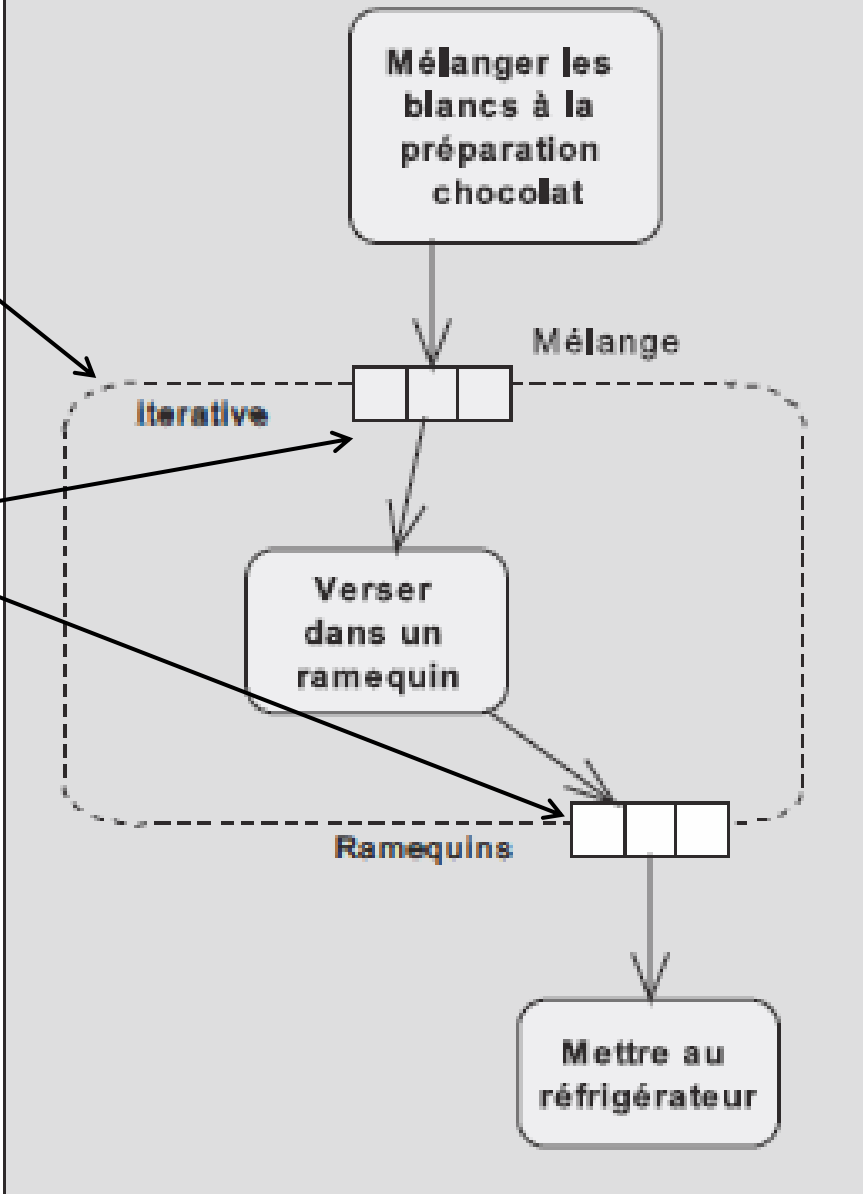 Mélanger les
blancs à la
préparation
chocolat
Mélange
iterative
Verser
dans un
ramequin
Ramequins
Mettre au
réfrigérateur